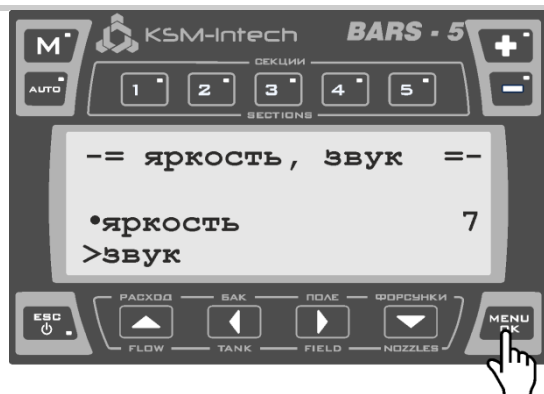 M
KSM-Intech
BARS - 5
+
AUTO
СЕКЦИИ
-
1 2 3 4 5
SECTIONS
-= яркость, звук =-
•яркость 7
>звук
РАСХОД БАК ПОЛЕ ФОРСУНКИ
ESC
MENU
OK
FLOW TANK FIELD NOZZLES